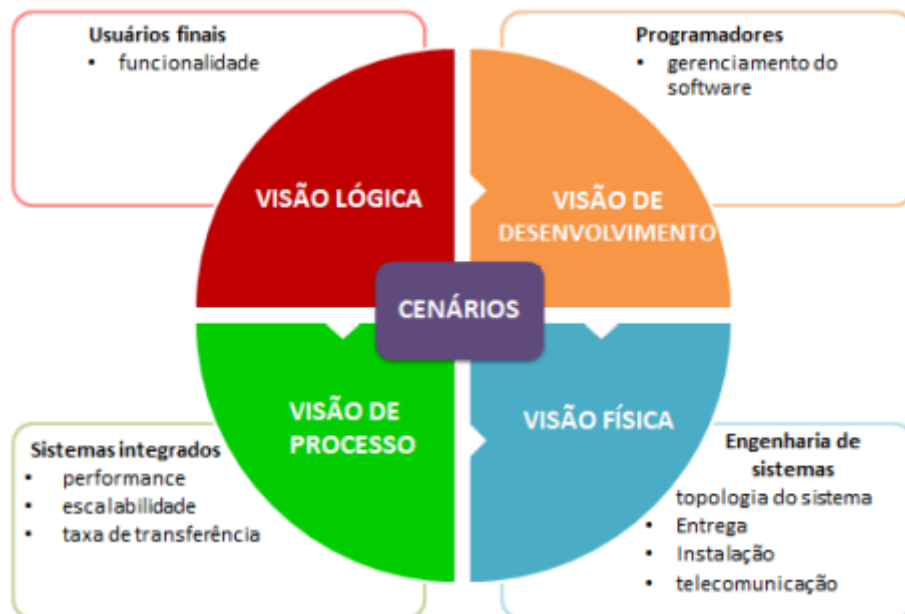 Usuários finais
• funcionalidade
Programadores
• gerenciamento do
software
VISÃO LÓGICA
VISÃO DE
DESENVOLVIMENTO
CENÁRIOS
VISÃO DE
PROCESSO
VISÃO FÍSICA
Sistemas integrados
• performance
• escalabilidade
• taxa de transferência
Engenharia de
sistemas
topologia do sistema
• Entrega
• Instalação
• telecomunicação